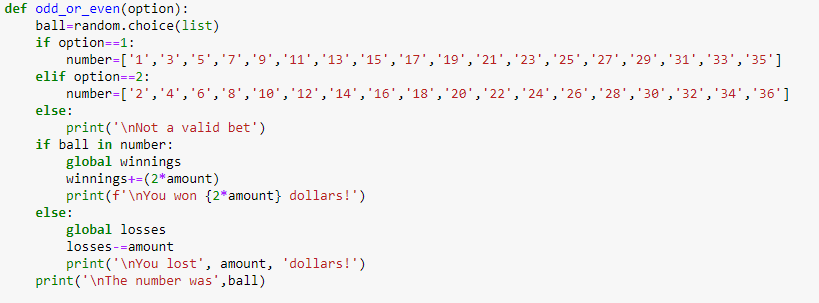 def odd_or_even(option):
    ball=random.choice(list)
    if option==1:
        number=['1','3','5','7','9','11','13','15','17','19','21','23','25','27','29','31','33','35']
    elif option==2:
        number=['2','4','6','8','10','12','14','16','18','20','22','24','26','28','30','32','34','36']
    else:
        print('\nNot a valid bet')
    if ball in number:
        global winnings
        winnings+=(2*amount)
        print(f'\nYou won {2*amount} dollars!')
    else:
        global losses
        losses-=amount
        print('\nYou lost', amount, 'dollars!')
    print('\nThe number was',ball)